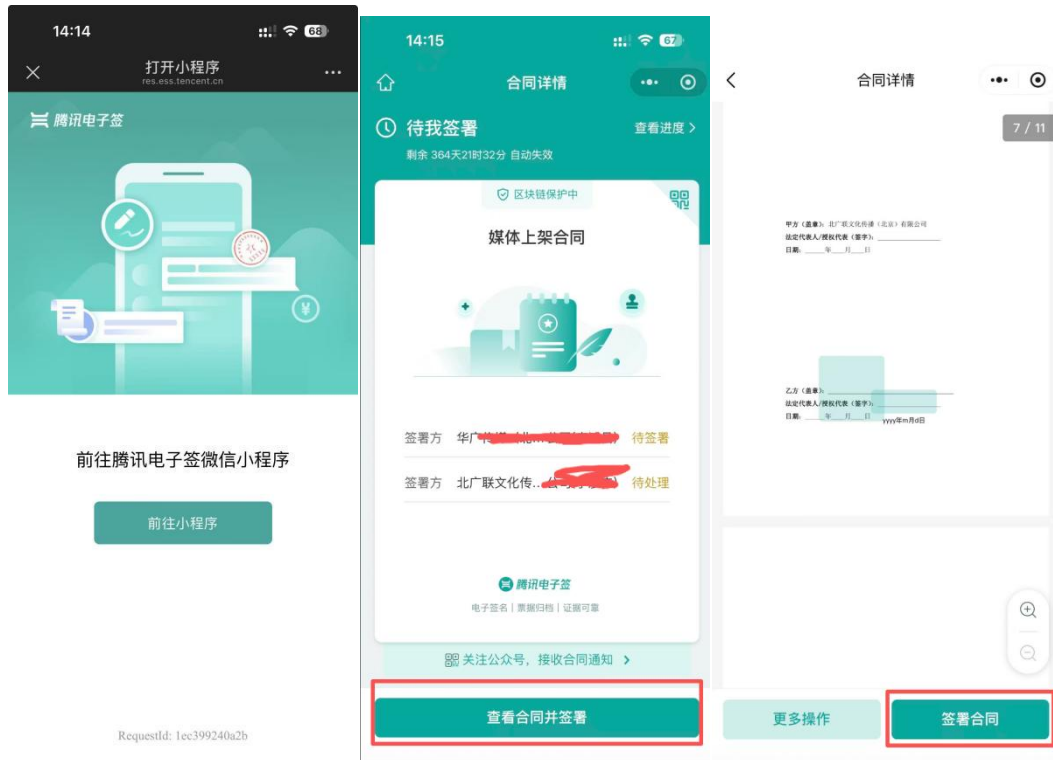 14:14
68
打开小程序
res.ess.tencent.cn
腾讯电子签
前往腾讯电子签微信小程序
前往小程序
RequestId: 1ec399240a2b
14:15
67
合同详情
待我签署
查看进度
剩余 364天21时32分 自动失效
区块链保护中
媒体上架合同
签署方 华广 待签署
签署方 北广联文化传... 待处理
腾讯电子签
电子签名 | 票据归档 | 证据可靠
关注公众号，接收合同通知
查看合同并签署
合同详情
7 / 11
甲方（盖章）：北广联文化传播（北京）有限公司
法定代表人/授权代表（签字）：
日期： 年 月 日
乙方（盖章）：
法定代表人/授权代表（签字）：
日期： 年 月 日
yyyy年m月d日
更多操作
签署合同